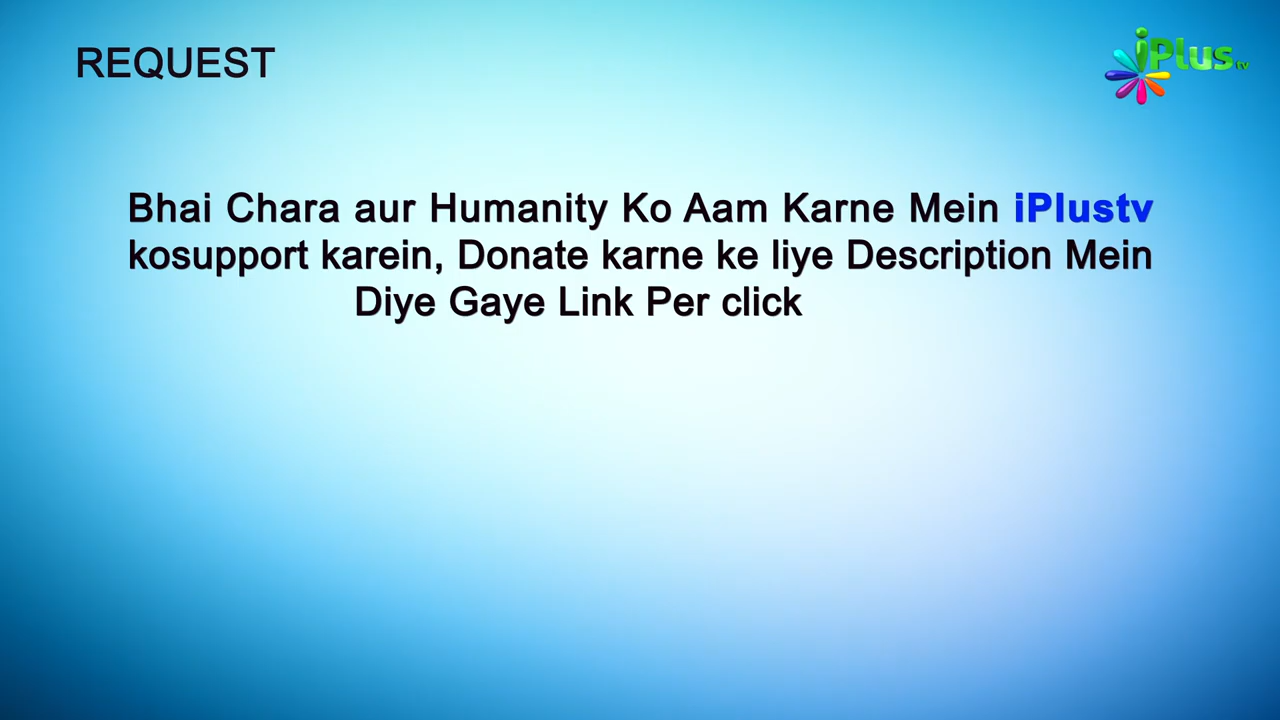 REQUEST
iPlus tv
Bhai Chara aur Humanity Ko Aam Karne Mein iPlustv
kosupport karein, Donate karne ke liye Description Mein
Diye Gaye Link Per click